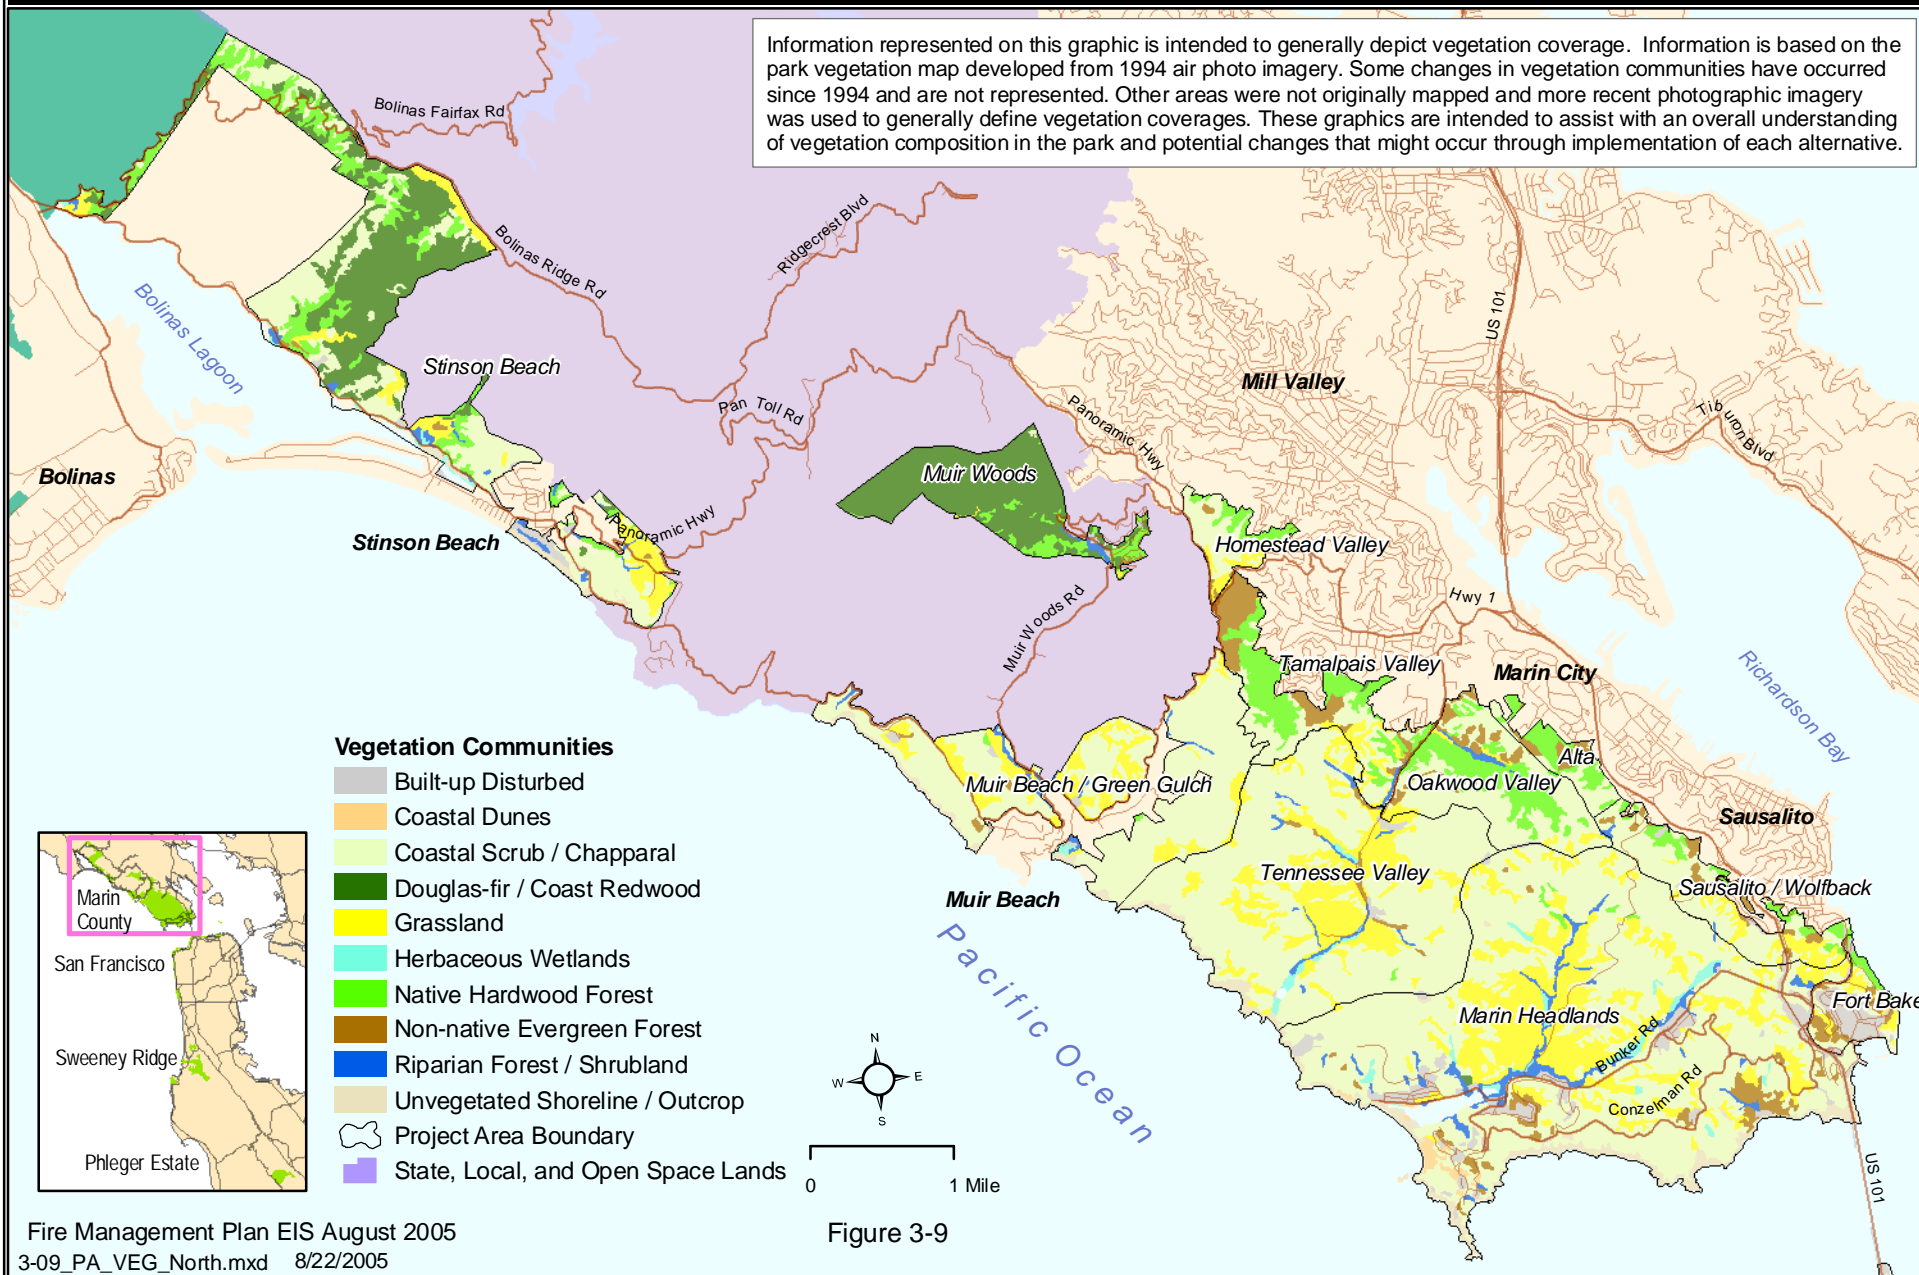 Information represented on this graphic is intended to generally depict vegetation coverage. Information is based on the
park vegetation map developed from 1994 air photo imagery. Some changes in vegetation communities have occurred
since 1994 and are not represented. Other areas were not originally mapped and more recent photographic imagery
was used to generally define vegetation coverages. These graphics are intended to assist with an overall understanding
of vegetation composition in the park and potential changes that might occur through implementation of each alternative.
Bolinas Fairfax Rd
Ridgecrest Blvd
Bolinas Ridge Rd
US 101
Bolinas Lagoon
Stinson Beach
Mill Valley
Pan Toll Rd
Panoramic Hwy
Tiburon Blvd
Bolinas
Muir Woods
Panoramic Hwy
Stinson Beach
Homestead Valley
Muir Woods Rd
Hwy 1
Tamalpais Valley
Marin City
Richardson Bay
Alta
Oakwood Valley
Muir Beach / Green Gulch
Sausalito
Tennessee Valley
Sausalito / Wolfback
Muir Beach
Pacific Ocean
Fort Bake
Marin Headlands
Bunker Rd
Conzelman Rd
US 101
Vegetation Communities
Built-up Disturbed
Coastal Dunes
Coastal Scrub / Chapparal
Douglas-fir / Coast Redwood
Grassland
Herbaceous Wetlands
Native Hardwood Forest
Non-native Evergreen Forest
Riparian Forest / Shrubland
Unvegetated Shoreline / Outcrop
Project Area Boundary
State, Local, and Open Space Lands
Marin
County
San Francisco
Sweeney Ridge
Phleger Estate
N
W
E
S
0
1 Mile
Fire Management Plan EIS August 2005
Figure 3-9
3-09_PA_VEG_North.mxd 8/22/2005